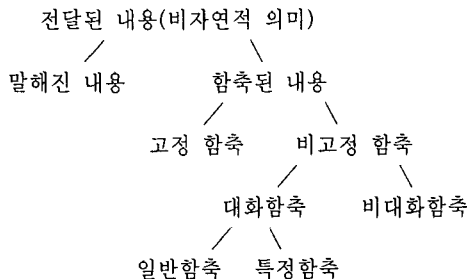 전달된 내용(비자연적 의미)
말해진 내용 함축된 내용
고정 함축 비고정 함축
대화함축 비대화함축
일반함축 특정함축